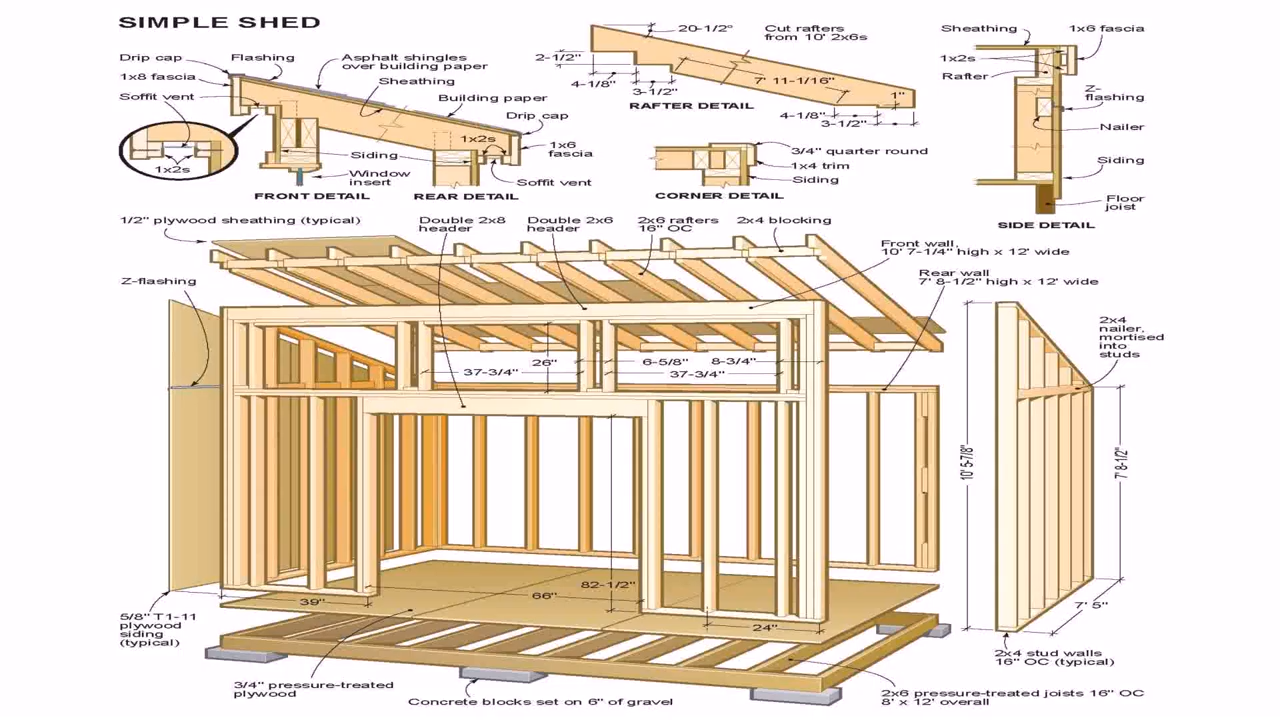 SIMPLE SHED
Drip cap
Flashing
Asphalt shingles
over building paper
1x8 fascia
Sheathing
Soffit vent
Building paper
Drip cap
1x2s
1x6
fascia
Siding
1x2s
Window
insert
Soffit vent
FRONT DETAIL
REAR DETAIL
20-1/2°
Cut rafters
from 10' 2x6s
2-1/2"
4-1/8"
3-1/2"
7' 11-1/16"
1"
4-1/8"
3-1/2"
RAFTER DETAIL
3/4" quarter round
1x4 trim
Siding
CORNER DETAIL
Sheathing
1x6 fascia
1x2s
Rafter
Z-
flashing
Nailer
Siding
Floor
joist
SIDE DETAIL
1/2" plywood sheathing (typical)
Double 2x8
header
Double 2x6
header
2x6 rafters
16" OC
2x4 blocking
Front wall,
10' 7-1/4" high x 12' wide
Rear wall
7' 8-1/2" high x 12' wide
Z-flashing
2x4
nailer,
mortised
into
studs
26"
6-5/8"
8-3/4"
37-3/4"
37-3/4"
10' 5-7/8"
7' 8-1/2"
82-1/2"
66"
39"
24"
7' 5"
5/8" T1-11
plywood
siding
(typical)
2x4 stud walls
16" OC (typical)
3/4" pressure-treated
plywood
Concrete blocks set on 6" of gravel
2x6 pressure-treated joists 16" OC
8' x 12' overall